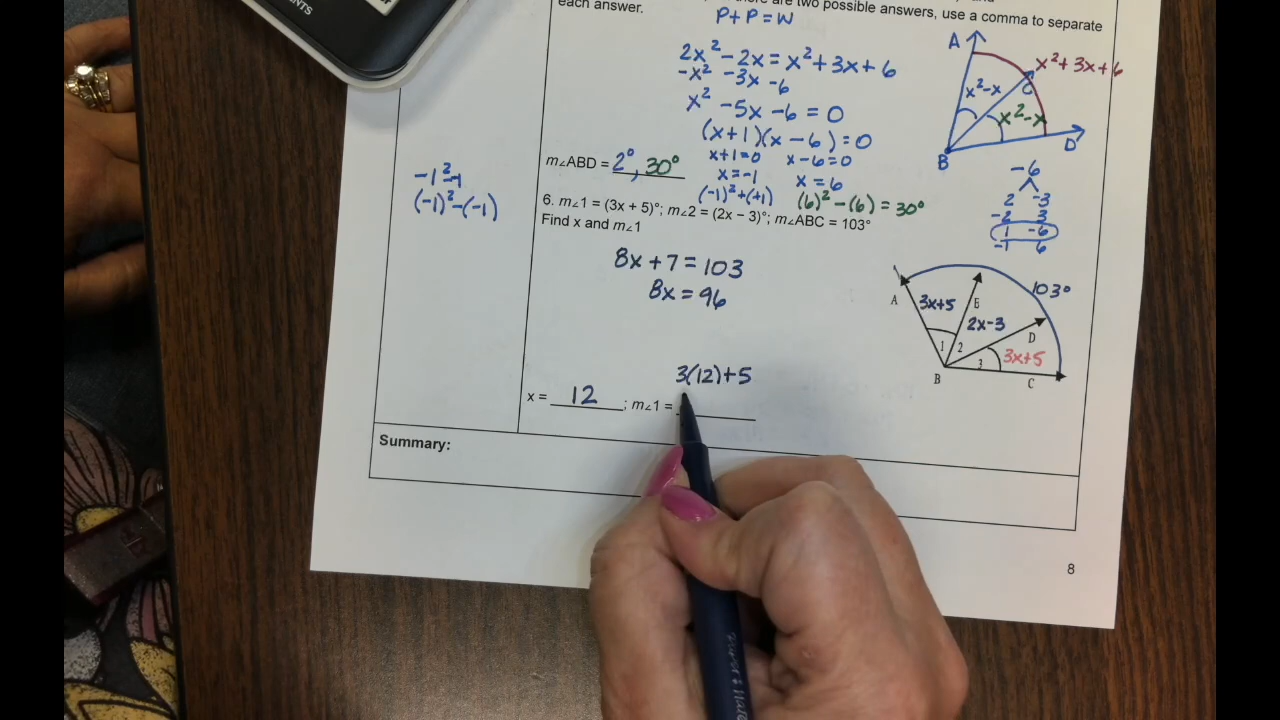 ENTS
re are two possible answers, use a comma to separate
each answer.
P + P = W
2x² - 2x = x² + 3x + 6
-x² -3x -6
x² - 5x - 6 = 0
(x + 1)(x - 6) = 0
x+1=0 x-6=0
x = -1 x = 6
(-1)²+(+1) (6)² - (6) = 30°
m∠ABD = 2°, 30°
-1² - -1
(-1)² - (-1)
A
x² + 3x + 6
x² - x
C
x² - x
B
D
-6
2 -3
-2 3
1 -6
-1 6
6. m∠1 = (3x + 5)°; m∠2 = (2x − 3)°; m∠ABC = 103°
Find x and m∠1
8x + 7 = 103
8x = 96
3(12)+5
x = 12 ; m∠1 =
103°
A
3x+5
E
2x-3
D
1
2
3
3x+5
B
C
Summary:
8